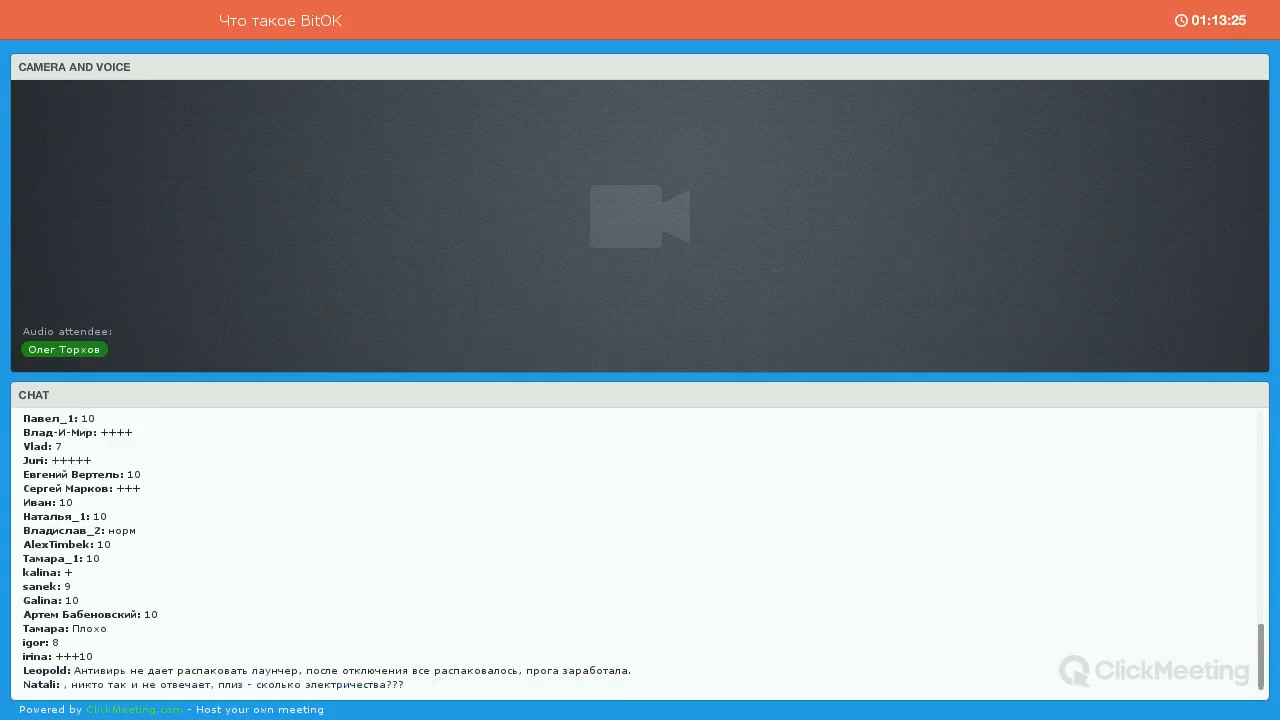 Что такое BitOK
01:13:25
CAMERA AND VOICE
Audio attendee:
Олег Торхов
CHAT
Павел_1: 10
Влад-И-Мир: ++++
Vlad: 7
Juri: +++++
Евгений Вертель: 10
Сергей Марков: +++
Иван: 10
Наталья_1: 10
Владислав_2: норм
AlexTimbek: 10
Тамара_1: 10
kalina: +
sanek: 9
Galina: 10
Артем Бабеновский: 10
Тамара: Плохо
igor: 8
irina: +++10
Leopold: Антивирь не дает распаковать лаунчер, после отключения все распаковалось, прога заработала.
Natali: , никто так и не отвечает, плиз - сколько электричества???
ClickMeeting
Powered by ClickMeeting.com - Host your own meeting